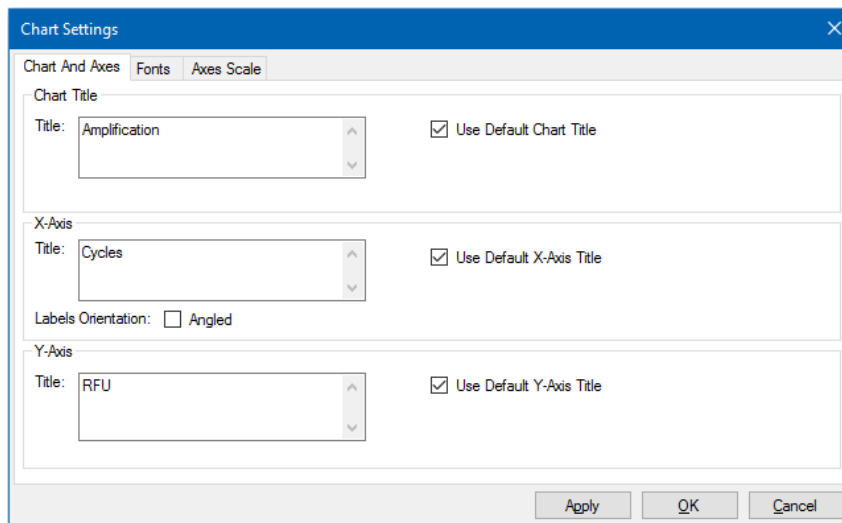 Chart Settings
Chart And Axes Fonts Axes Scale
Chart Title
Title: Amplification Use Default Chart Title
X-Axis
Title: Cycles Use Default X-Axis Title
Labels Orientation: Angled
Y-Axis
Title: RFU Use Default Y-Axis Title
Apply OK Cancel